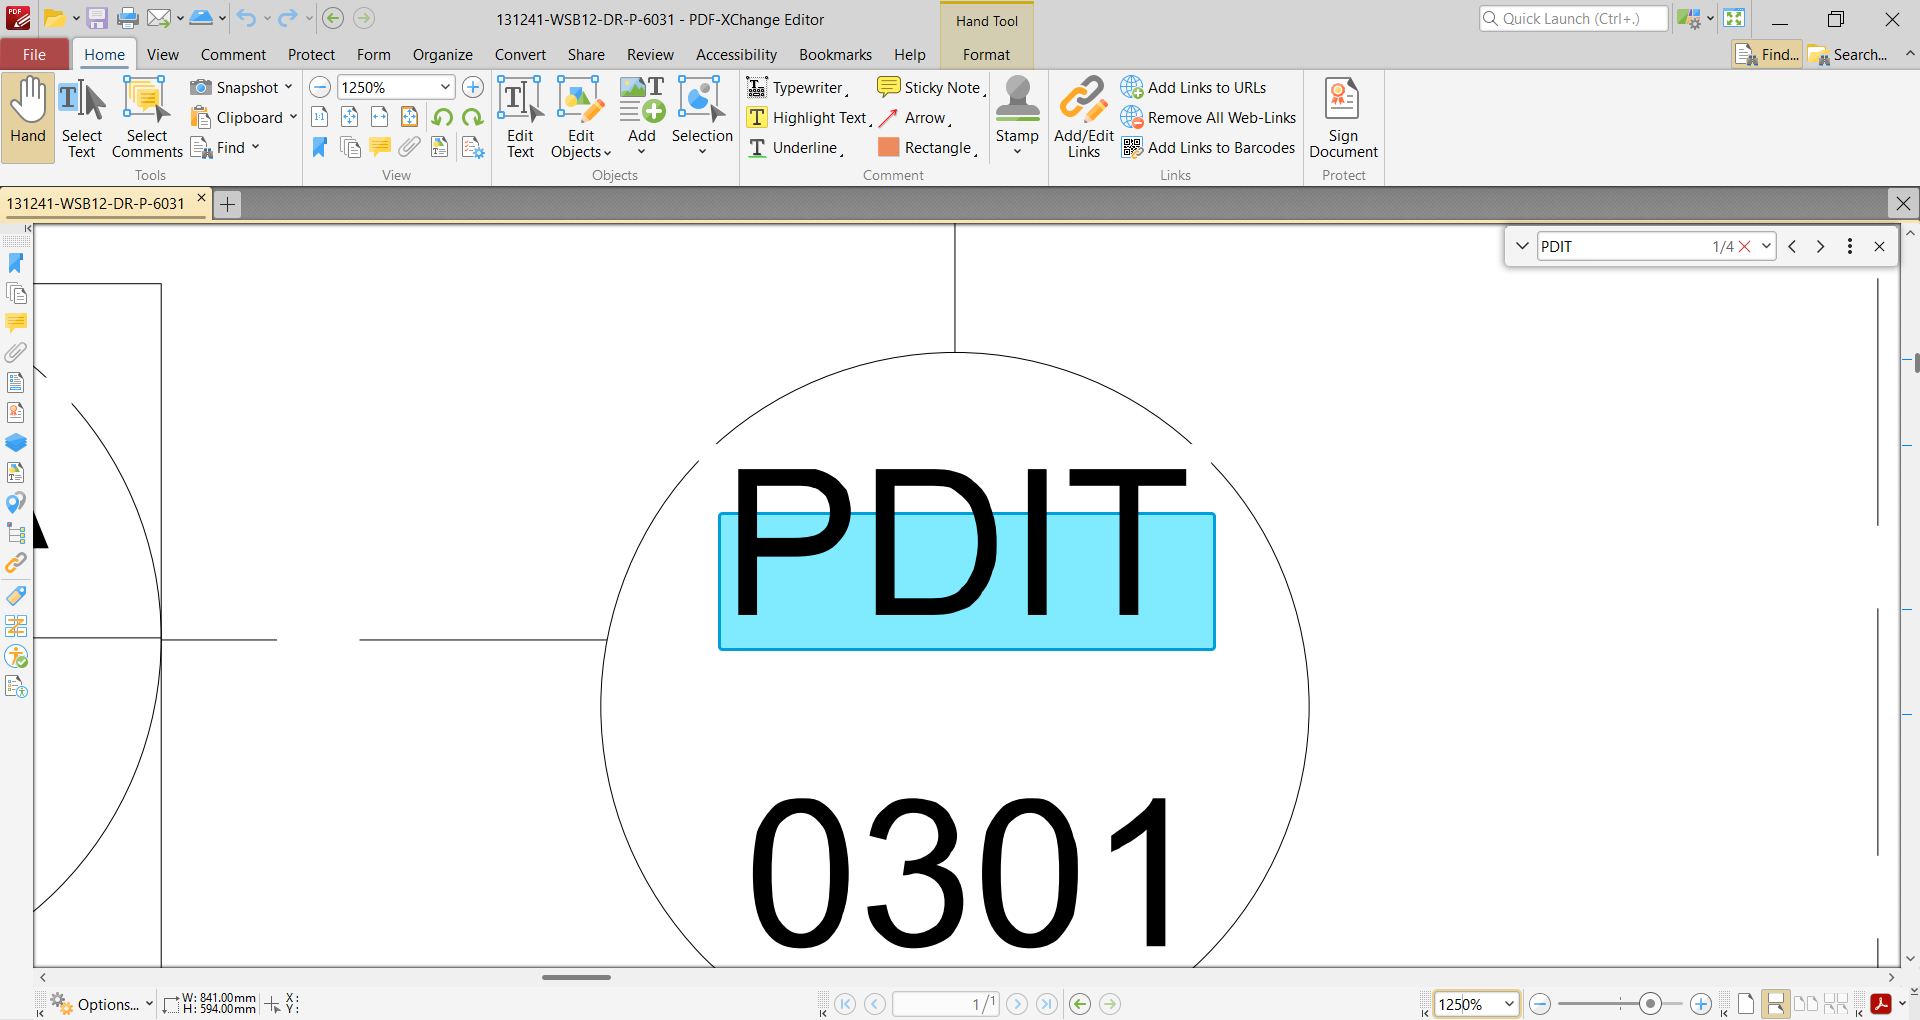 131241-WSB12-DR-P-6031 - PDF-XChange Editor
Hand Tool
Quick Launch (Ctrl+.)
File
Home
View
Comment
Protect
Form
Organize
Convert
Share
Review
Accessibility
Bookmarks
Help
Format
Find...
Search...
Hand
Select Text
Select Comments
Snapshot
Clipboard
Find
Tools
1250%
View
Edit Text
Edit Objects
Add
Selection
Objects
Typewriter
Highlight Text
Underline
Sticky Note
Arrow
Rectangle
Stamp
Comment
Add/Edit Links
Add Links to URLs
Remove All Web-Links
Add Links to Barcodes
Links
Sign Document
Protect
131241-WSB12-DR-P-6031
PDIT 1/4
PDIT
0301
Options...
W: 841.00mm
H: 594.00mm
X:
Y:
1/1
1250%